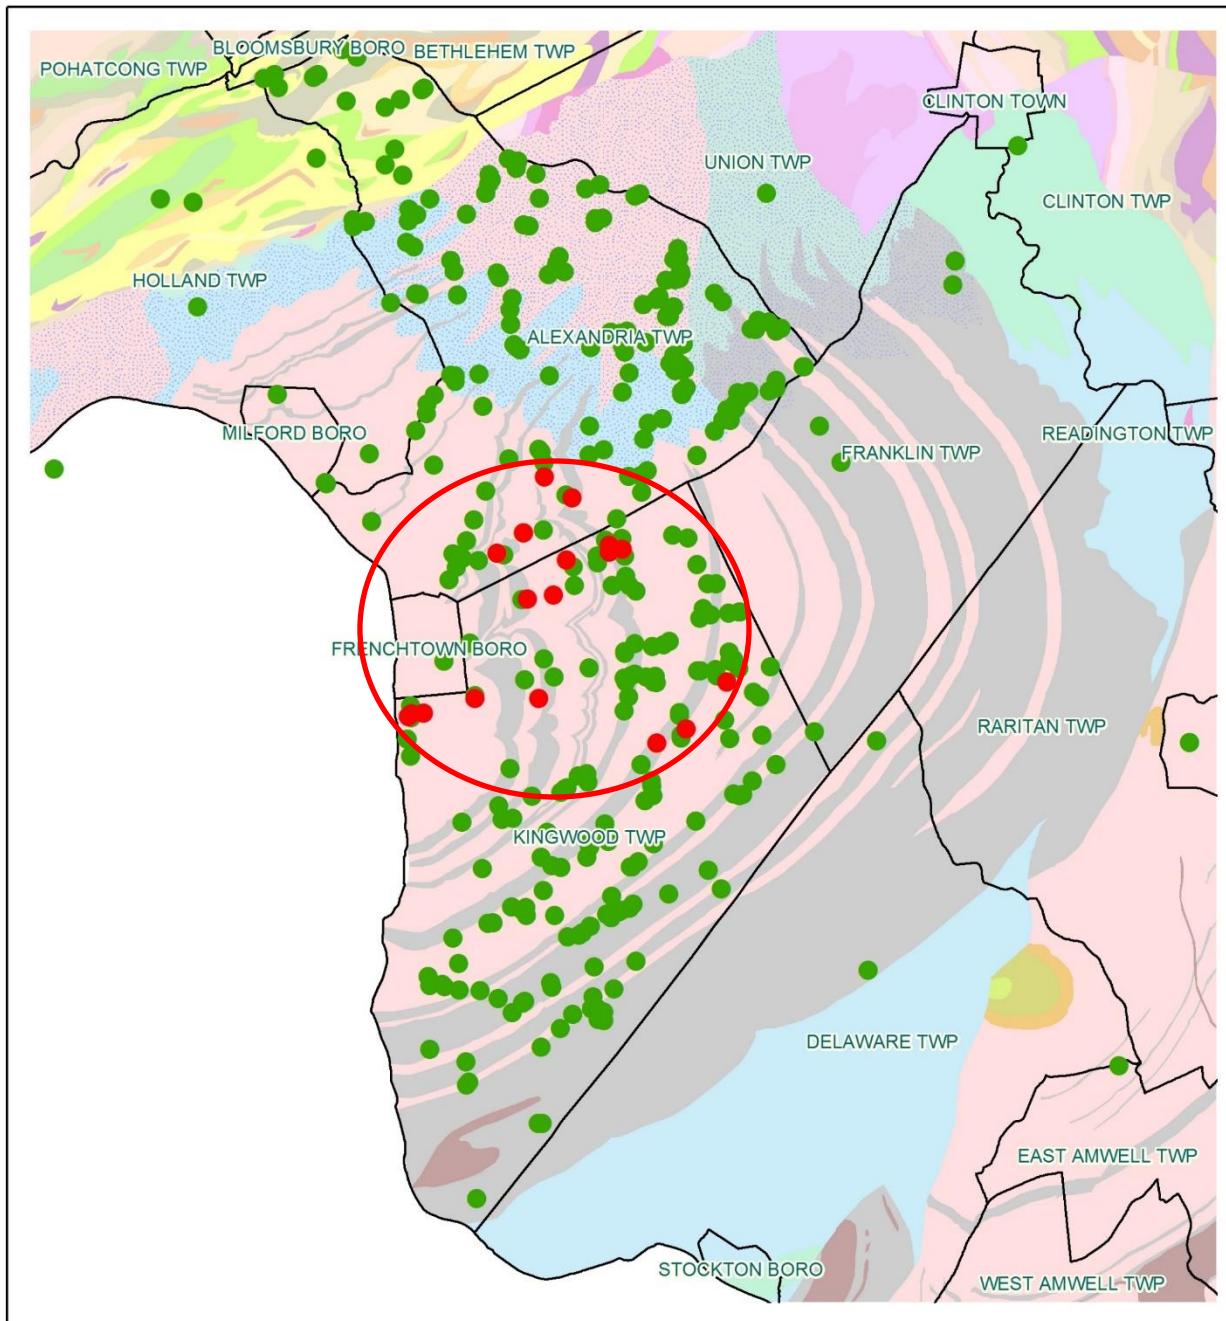 BLOOMSBURY BORO
BETHLEHEM TWP
POHATCONG TWP
CLINTON TOWN
UNION TWP
CLINTON TWP
HOLLAND TWP
ALEXANDRIA TWP
MILFORD BORO
READINGTON TWP
FRANKLIN TWP
FRENCHTOWN BORO
RARITAN TWP
KINGWOOD TWP
DELAWARE TWP
EAST AMWELL TWP
STOCKTON BORO
WEST AMWELL TWP